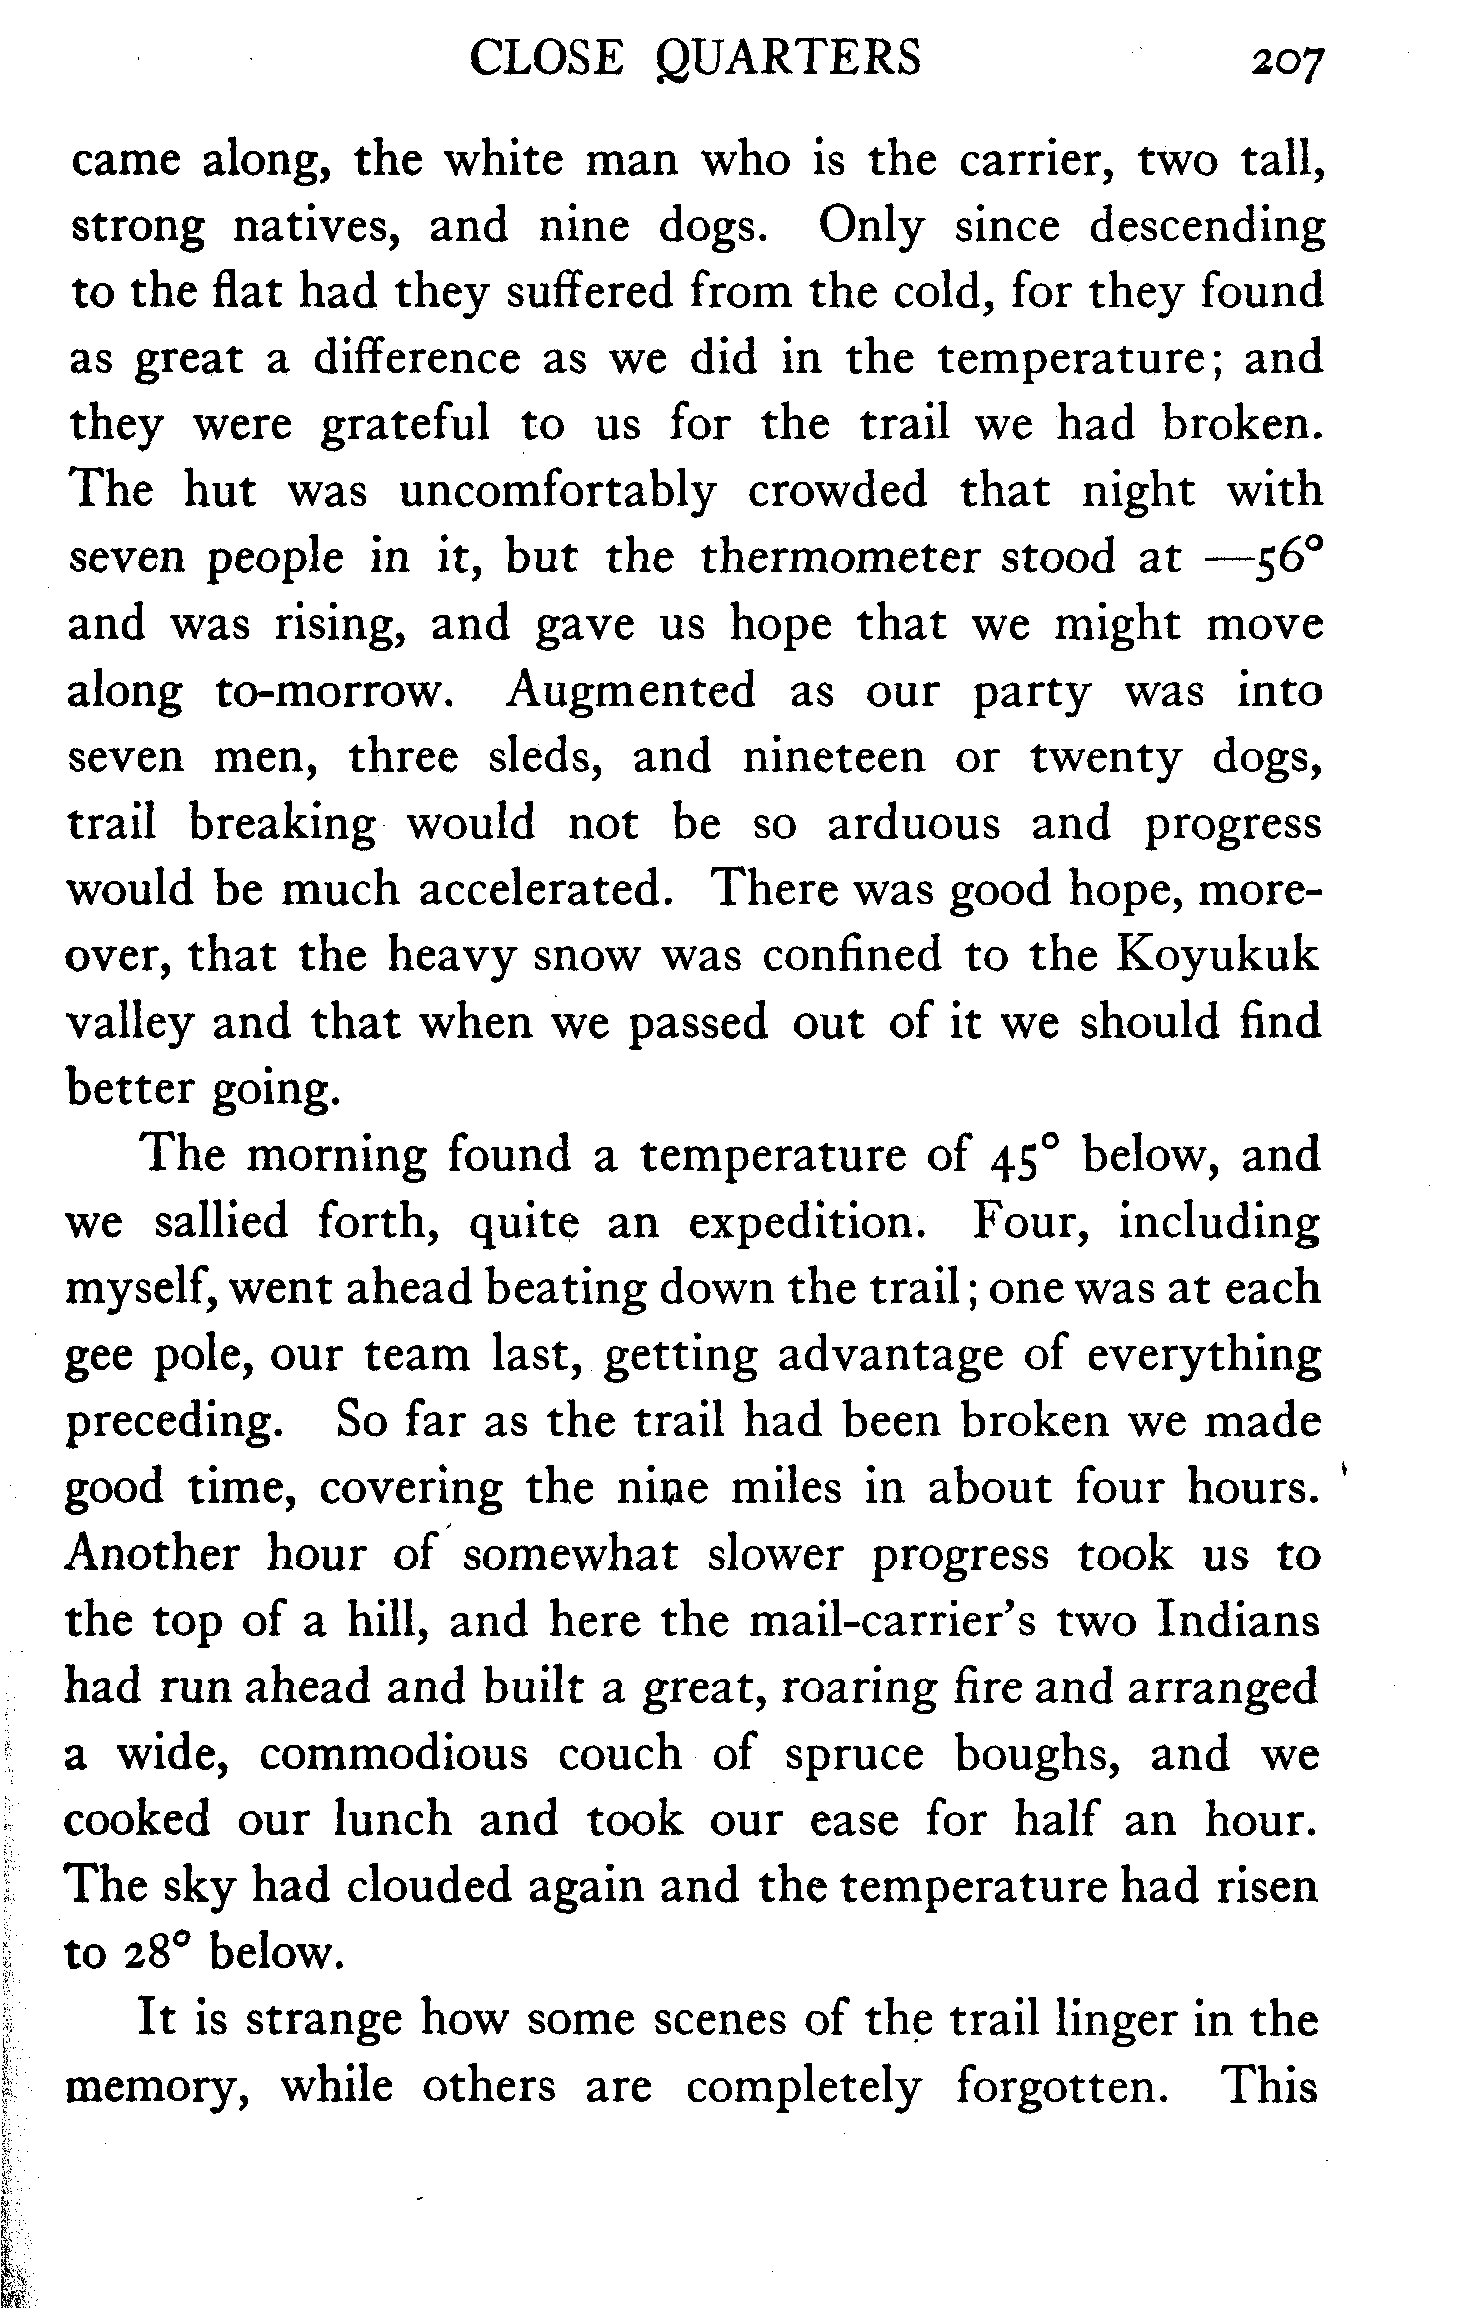 CLOSE QUARTERS 207
came along, the white man who is the carrier, two tall,
strong natives, and nine dogs. Only since descending
to the flat had they suffered from the cold, for they found
as great a difference as we did in the temperature; and
they were grateful to us for the trail we had broken.
The hut was uncomfortably crowded that night with
seven people in it, but the thermometer stood at —56°
and was rising, and gave us hope that we might move
along to-morrow. Augmented as our party was into
seven men, three sleds, and nineteen or twenty dogs,
trail breaking would not be so arduous and progress
would be much accelerated. There was good hope, more-
over, that the heavy snow was confined to the Koyukuk
valley and that when we passed out of it we should find
better going.
The morning found a temperature of 45° below, and
we sallied forth, quite an expedition. Four, including
myself, went ahead beating down the trail; one was at each
gee pole, our team last, getting advantage of everything
preceding. So far as the trail had been broken we made
good time, covering the nine miles in about four hours.
Another hour of somewhat slower progress took us to
the top of a hill, and here the mail-carrier's two Indians
had run ahead and built a great, roaring fire and arranged
a wide, commodious couch of spruce boughs, and we
cooked our lunch and took our ease for half an hour.
The sky had clouded again and the temperature had risen
to 28° below.
It is strange how some scenes of the trail linger in the
memory, while others are completely forgotten. This